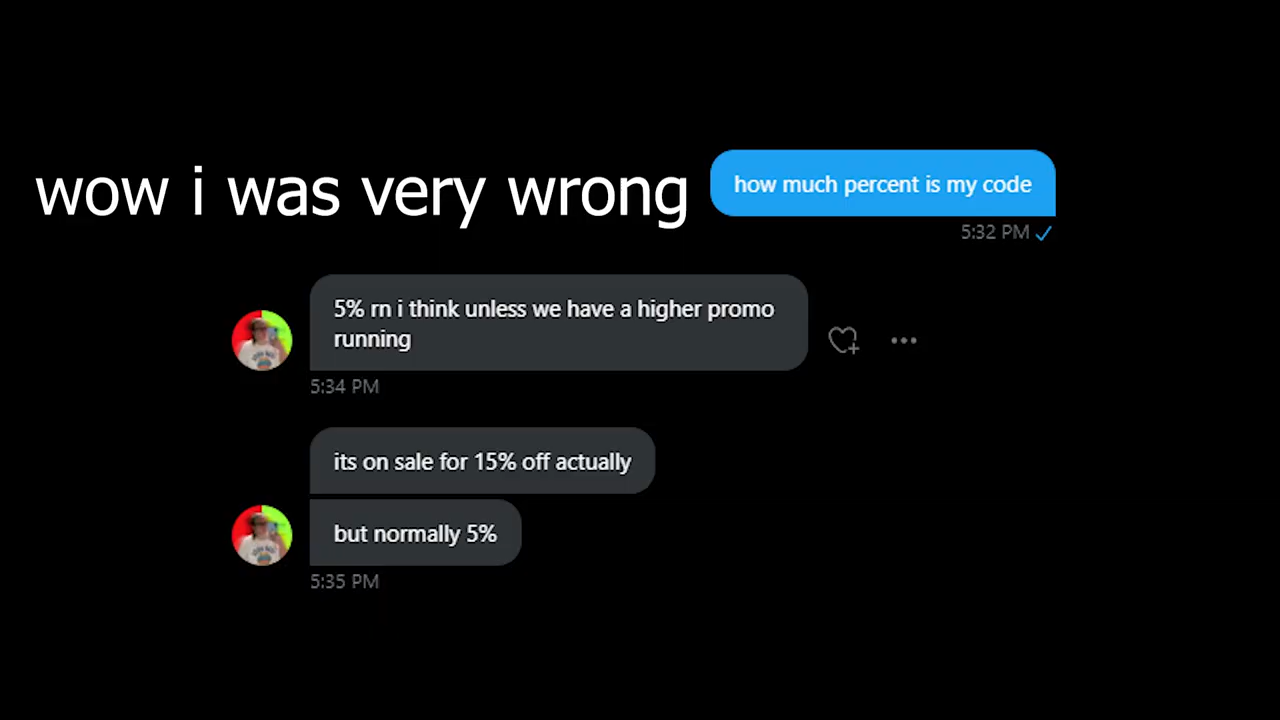 wow i was very wrong
how much percent is my code
5:32 PM
5% rn i think unless we have a higher promo
running
5:34 PM
its on sale for 15% off actually
but normally 5%
5:35 PM